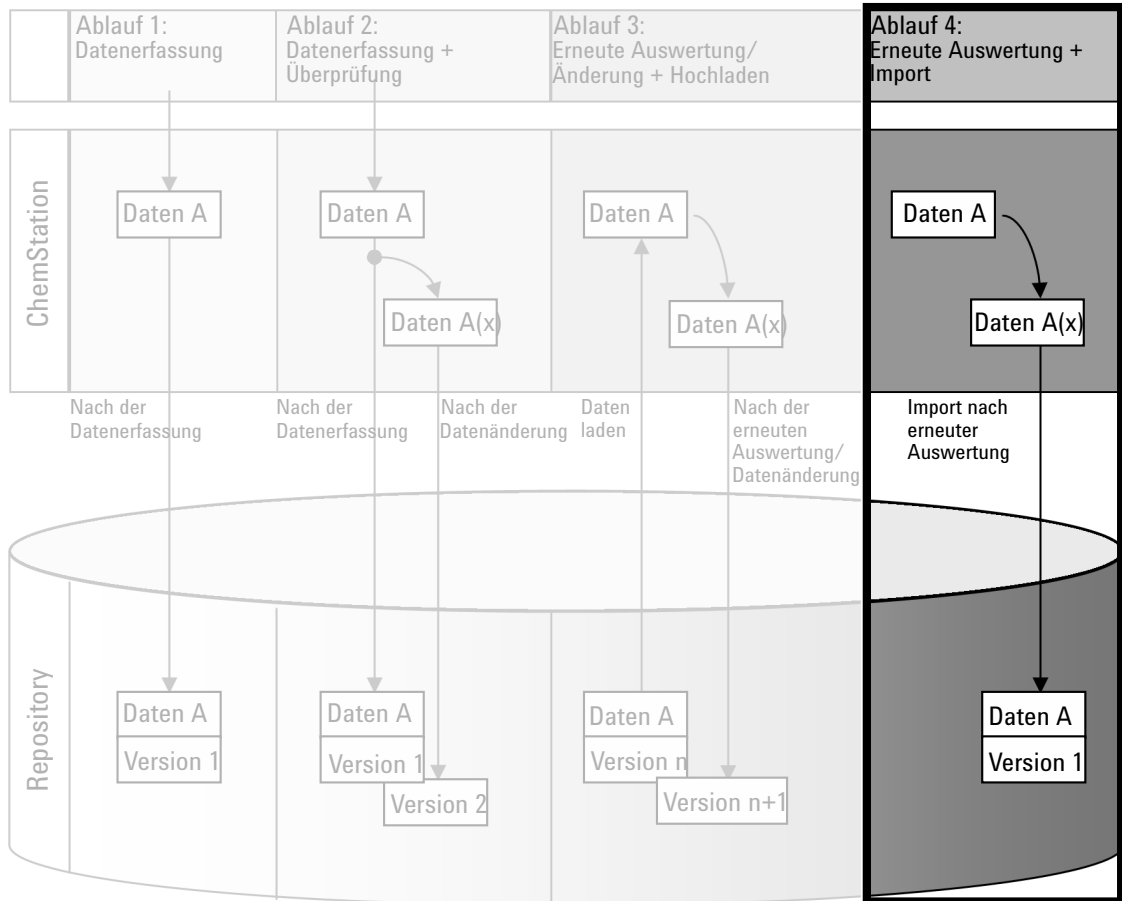 Ablauf 1:
Datenerfassung
Ablauf 2:
Datenerfassung +
Überprüfung
Ablauf 3:
Erneute Auswertung/
Änderung + Hochladen
Ablauf 4:
Erneute Auswertung +
Import
ChemStation
Daten A
Daten A
Daten A(x)
Daten A
Daten A(x)
Daten A
Daten A(x)
Nach der
Datenerfassung
Nach der
Datenerfassung
Nach der
Datenänderung
Daten
laden
Nach der
erneuten
Auswertung/
Datenänderung
Import nach
erneuter
Auswertung
Repository
Daten A
Version 1
Daten A
Version 1
Version 2
Daten A
Version n
Version n+1
Daten A
Version 1